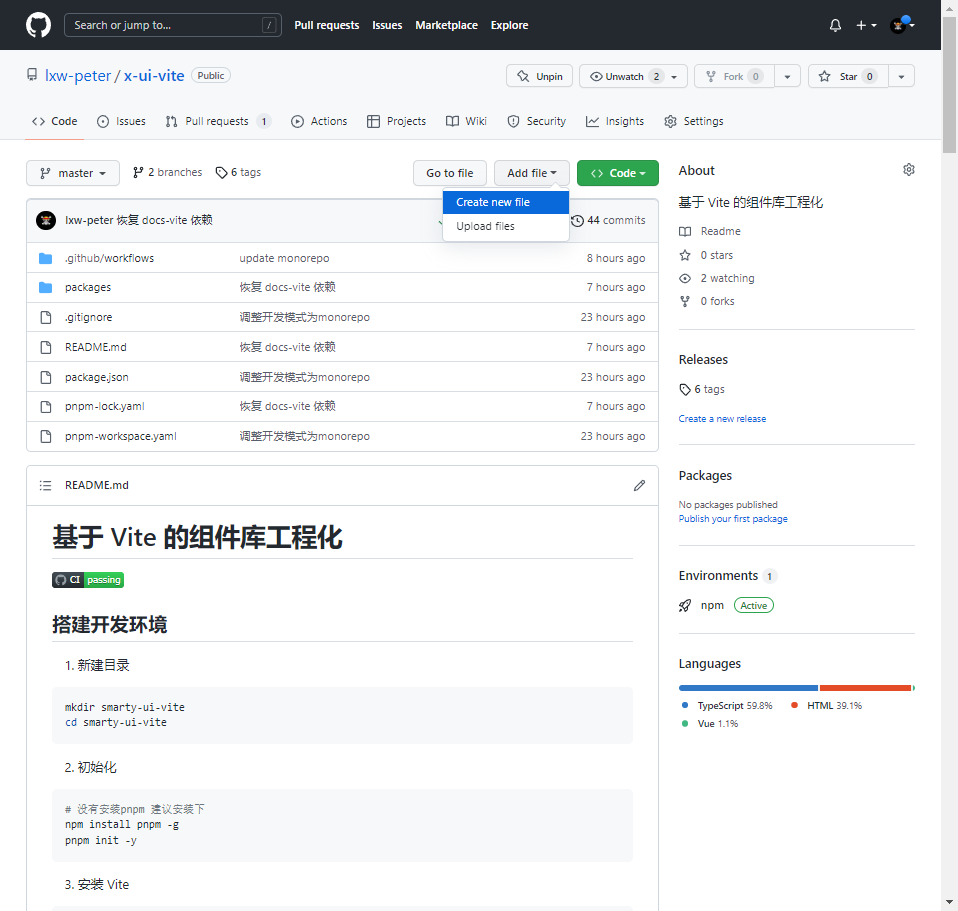 Search or jump to... /
Pull requests Issues Marketplace Explore
lxw-peter / x-ui-vite Public
Unpin Unwatch 2 Fork 0 Star 0
Code Issues Pull requests 1 Actions Projects Wiki Security Insights Settings
master 2 branches 6 tags Go to file Add file Code
Create new file
Upload files
lxw-peter 恢复 docs-vite 依赖 44 commits
.github/workflows update monorepo 8 hours ago
packages 恢复 docs-vite 依赖 7 hours ago
.gitignore 调整开发模式为monorepo 23 hours ago
README.md 恢复 docs-vite 依赖 7 hours ago
package.json 调整开发模式为monorepo 23 hours ago
pnpm-lock.yaml 恢复 docs-vite 依赖 7 hours ago
pnpm-workspace.yaml 调整开发模式为monorepo 23 hours ago
README.md
基于 Vite 的组件库工程化
CI passing
搭建开发环境
1. 新建目录
mkdir smarty-ui-vite
cd smarty-ui-vite
2. 初始化
# 没有安装pnpm 建议安装下
npm install pnpm -g
pnpm init -y
3. 安装 Vite
About
基于 Vite 的组件库工程化
Readme
0 stars
2 watching
0 forks
Releases
6 tags
Create a new release
Packages
No packages published
Publish your first package
Environments 1
npm Active
Languages
TypeScript 59.8% HTML 39.1%
Vue 1.1%